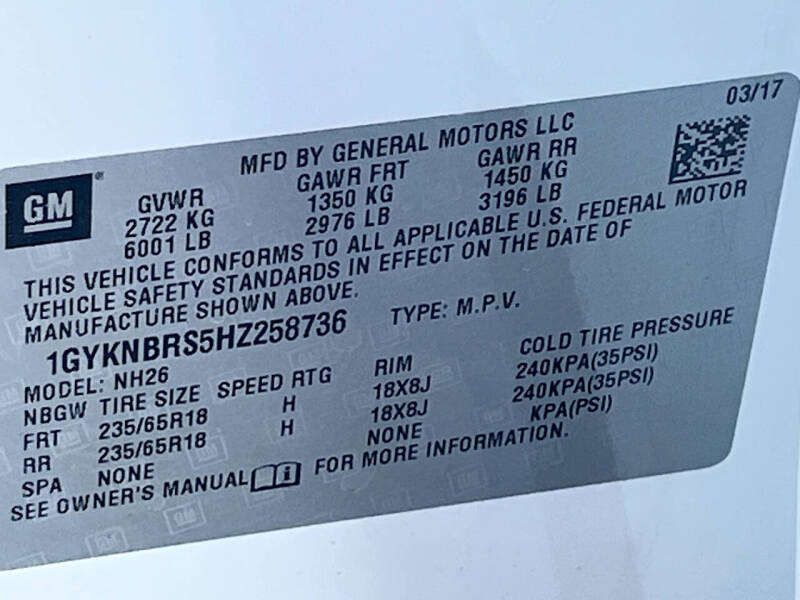 03/17
MFD BY GENERAL MOTORS LLC
GM®
GVWR GAWR FRT GAWR RR
2722 KG 1350 KG 1450 KG
6001 LB 2976 LB 3196 LB
THIS VEHICLE CONFORMS TO ALL APPLICABLE U.S. FEDERAL MOTOR
VEHICLE SAFETY STANDARDS IN EFFECT ON THE DATE OF
MANUFACTURE SHOWN ABOVE.
1GYKNBRS5HZ258736 TYPE: M.P.V.
MODEL: NH26
NBGW TIRE SIZE SPEED RTG RIM COLD TIRE PRESSURE
FRT 235/65R18 H 18X8J 240KPA(35PSI)
RR 235/65R18 H 18X8J 240KPA(35PSI)
SPA NONE NONE KPA(PSI)
SEE OWNER'S MANUAL FOR MORE INFORMATION.